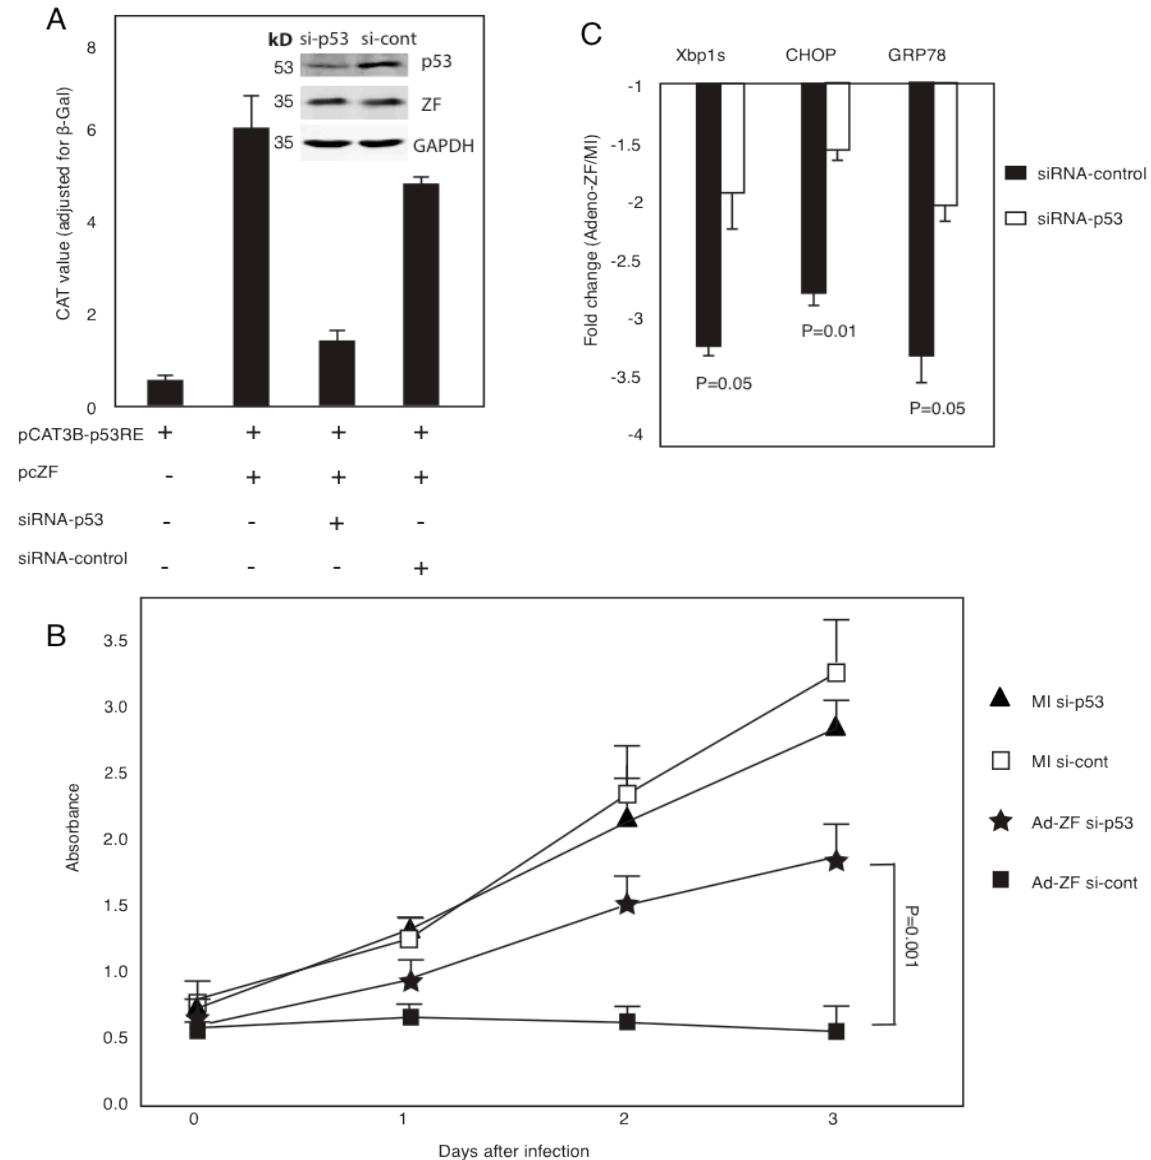 A
CAT value (adjusted for β-Gal)
8
6
4
2
0
kD si-p53 si-cont
53 p53
35 ZF
35 GAPDH
pCAT3B-p53RE + + + +
pcZF - + + +
siRNA-p53 - - + -
siRNA-control - - - +
C
Xbp1s CHOP GRP78
Fold change (Adeno-ZF/MI)
-1
-1.5
-2
-2.5
-3
-3.5
-4
P=0.05
P=0.01
P=0.05
siRNA-control
siRNA-p53
B
Absorbance
3.5
3.0
2.5
2.0
1.5
1.0
0.5
0.0
0 1 2 3
Days after infection
P=0.001
MI si-p53
MI si-cont
Ad-ZF si-p53
Ad-ZF si-cont